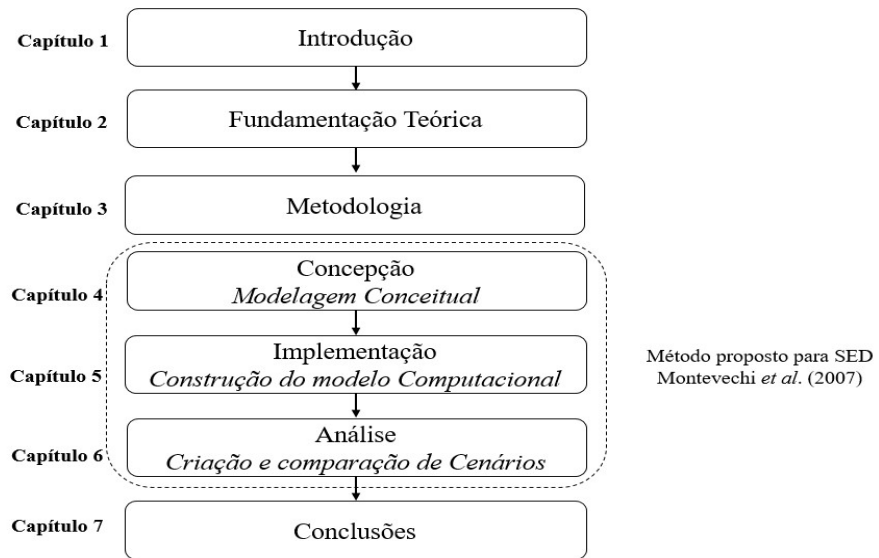 Capítulo 1
Introdução
Capítulo 2
Fundamentação Teórica
Capítulo 3
Metodologia
Capítulo 4
Concepção
Modelagem Conceitual
Capítulo 5
Implementação
Construção do modelo Computacional
Método proposto para SED
Montevechi et al. (2007)
Capítulo 6
Análise
Criação e comparação de Cenários
Capítulo 7
Conclusões